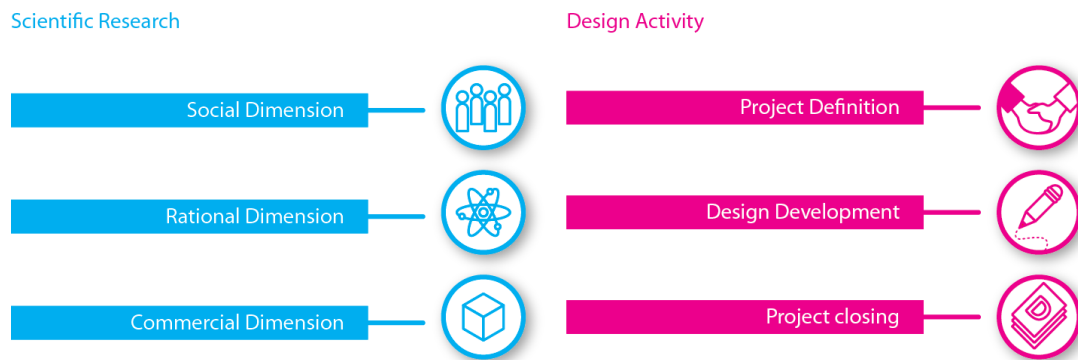 Scientific Research
Social Dimension
Rational Dimension
Commercial Dimension
Design Activity
Project Definition
Design Development
Project closing
D